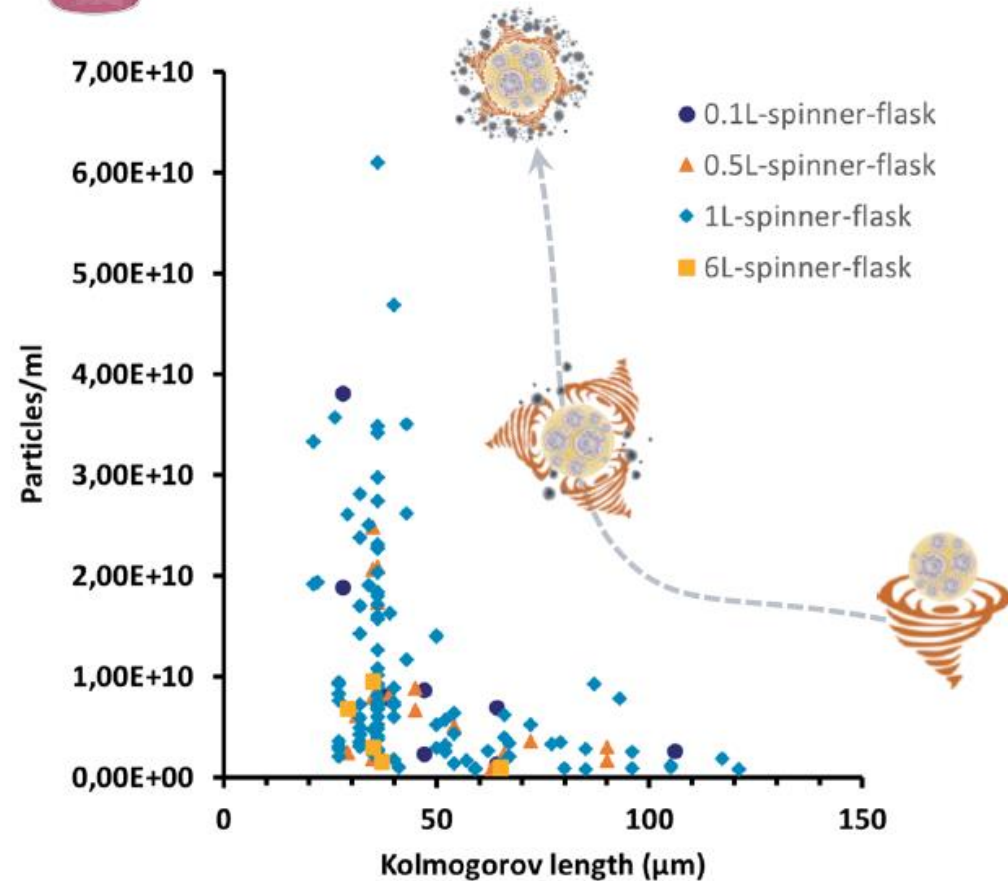 7,00E+10
6,00E+10
5,00E+10
4,00E+10
3,00E+10
2,00E+10
1,00E+10
0,00E+00
Particles/ml
0
50
100
150
Kolmogorov length (µm)
0.1L-spinner-flask
0.5L-spinner-flask
1L-spinner-flask
6L-spinner-flask